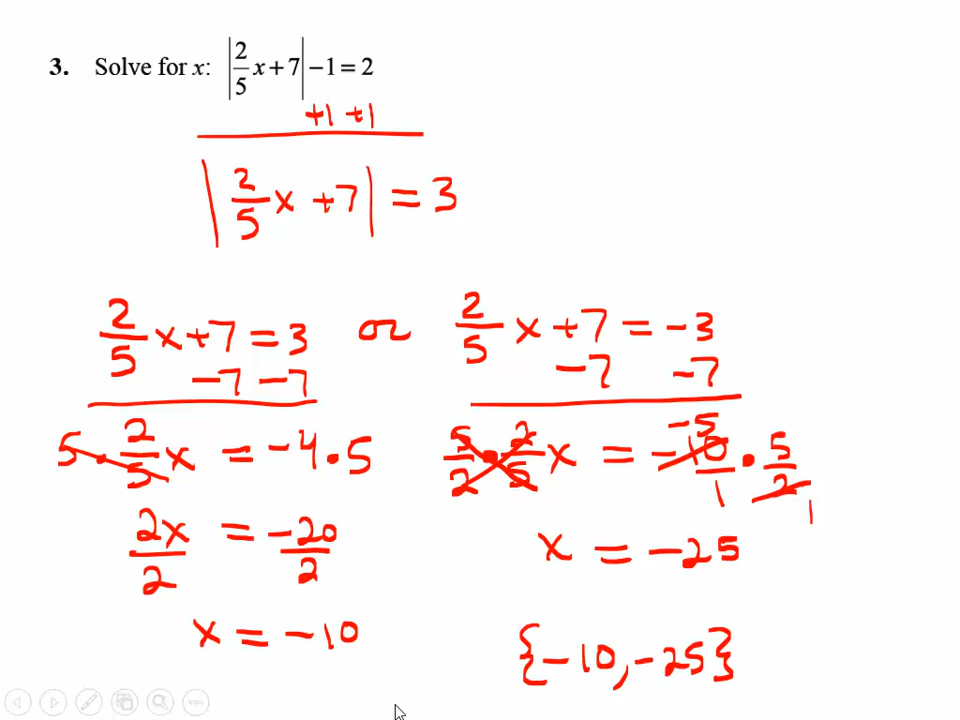 3. Solve for x: |2/5 x + 7| − 1 = 2
+1 +1
|2/5 x + 7| = 3
2/5 x + 7 = 3 or 2/5 x + 7 = −3
−7 −7 −7 −7
5 · 2/5 x = −4 · 5
5/2 · 2/5 x = −10/1 · 5/2
−5
1
2x/2 = −20/2
x = −25
x = −10
{−10, −25}